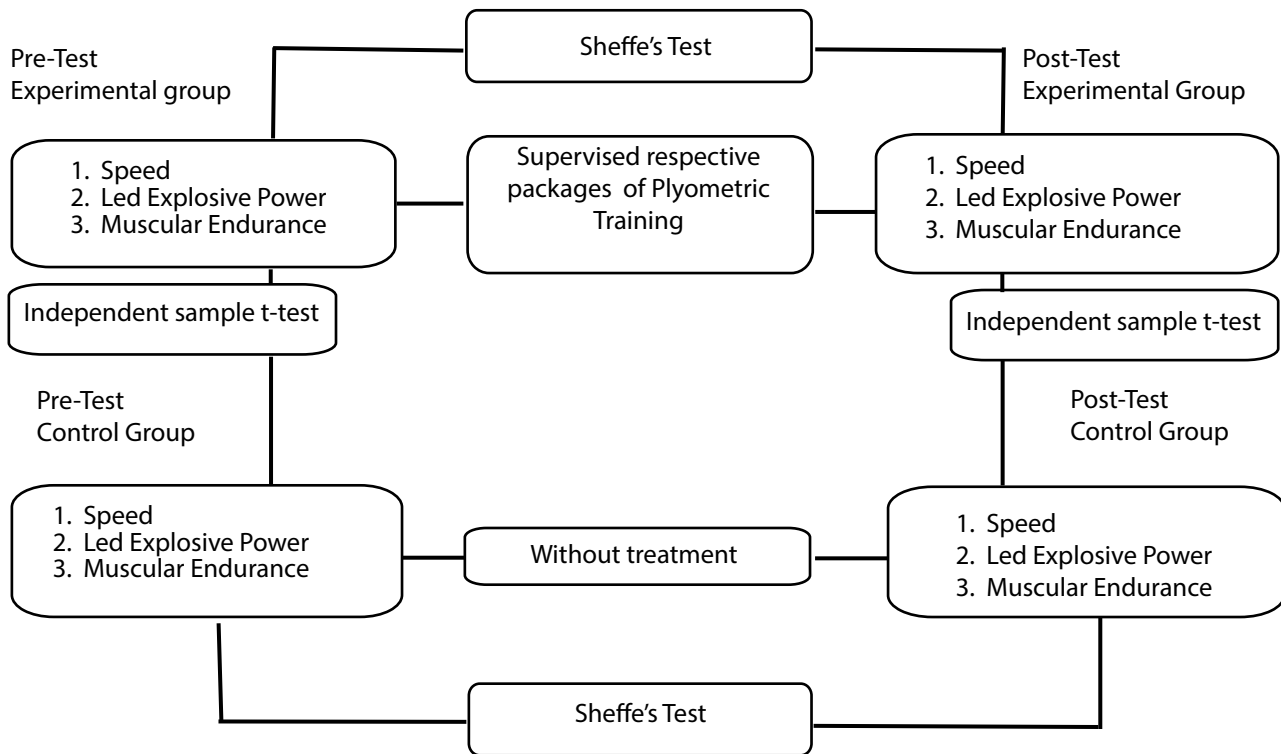 Sheffe's Test
Pre-Test
Experimental group
Post-Test
Experimental Group
1. Speed
2. Led Explosive Power
3. Muscular Endurance
Supervised respective
packages of Plyometric
Training
1. Speed
2. Led Explosive Power
3. Muscular Endurance
Independent sample t-test
Independent sample t-test
Pre-Test
Control Group
Post-Test
Control Group
1. Speed
2. Led Explosive Power
3. Muscular Endurance
Without treatment
1. Speed
2. Led Explosive Power
3. Muscular Endurance
Sheffe's Test